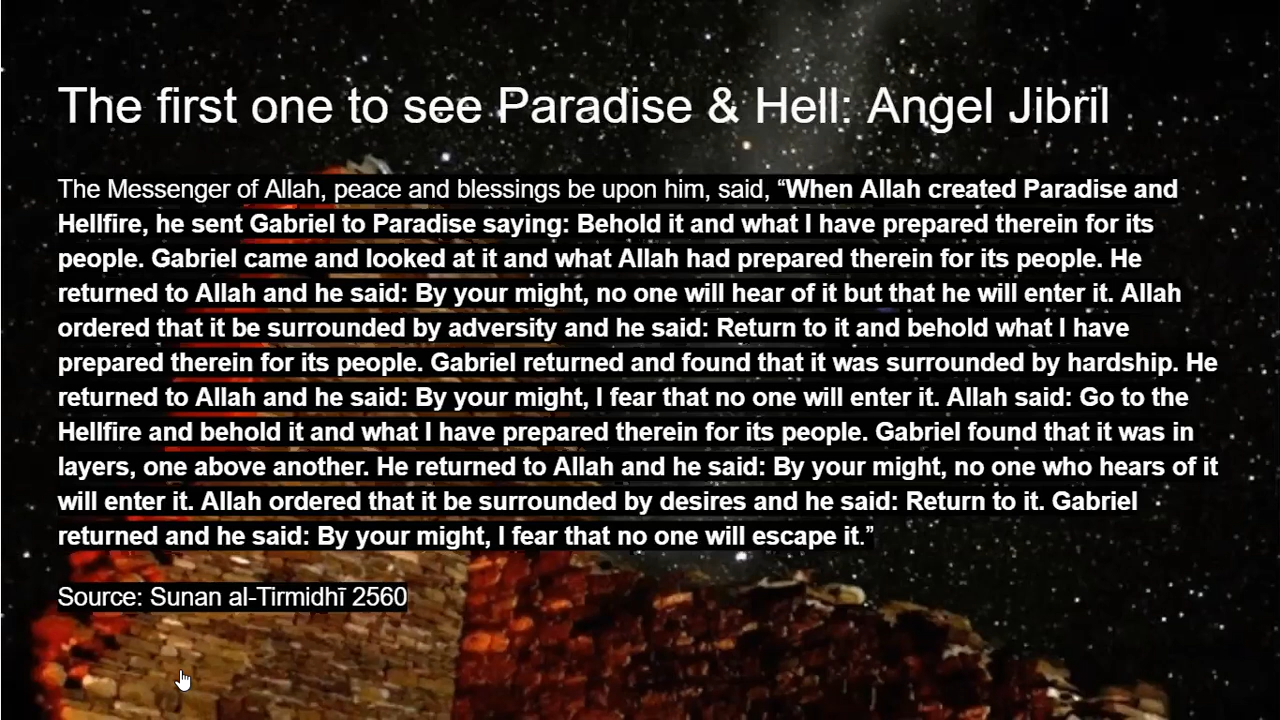 The first one to see Paradise & Hell: Angel Jibril
The Messenger of Allah, peace and blessings be upon him, said, “When Allah created Paradise and
Hellfire, he sent Gabriel to Paradise saying: Behold it and what I have prepared therein for its
people. Gabriel came and looked at it and what Allah had prepared therein for its people. He
returned to Allah and he said: By your might, no one will hear of it but that he will enter it. Allah
ordered that it be surrounded by adversity and he said: Return to it and behold what I have
prepared therein for its people. Gabriel returned and found that it was surrounded by hardship. He
returned to Allah and he said: By your might, I fear that no one will enter it. Allah said: Go to the
Hellfire and behold it and what I have prepared therein for its people. Gabriel found that it was in
layers, one above another. He returned to Allah and he said: By your might, no one who hears of it
will enter it. Allah ordered that it be surrounded by desires and he said: Return to it. Gabriel
returned and he said: By your might, I fear that no one will escape it.”
Source: Sunan al-Tirmidhī 2560